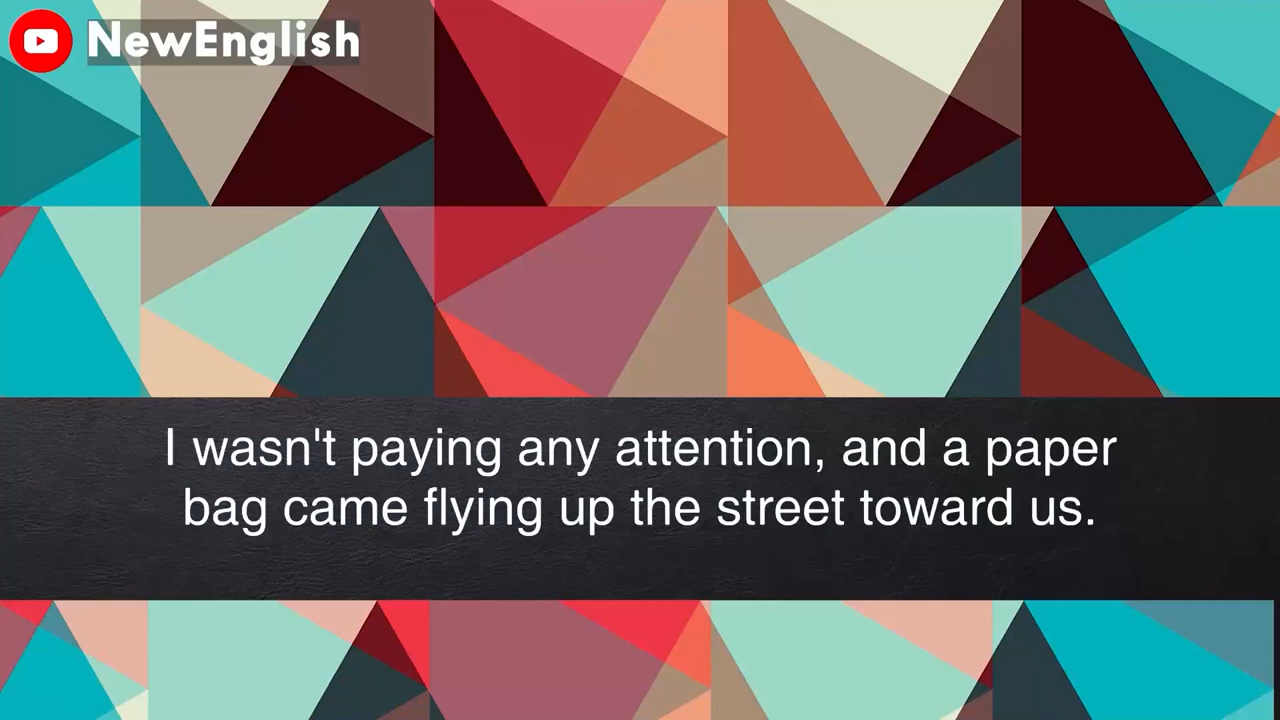 NewEnglish
I wasn't paying any attention, and a paper
bag came flying up the street toward us.